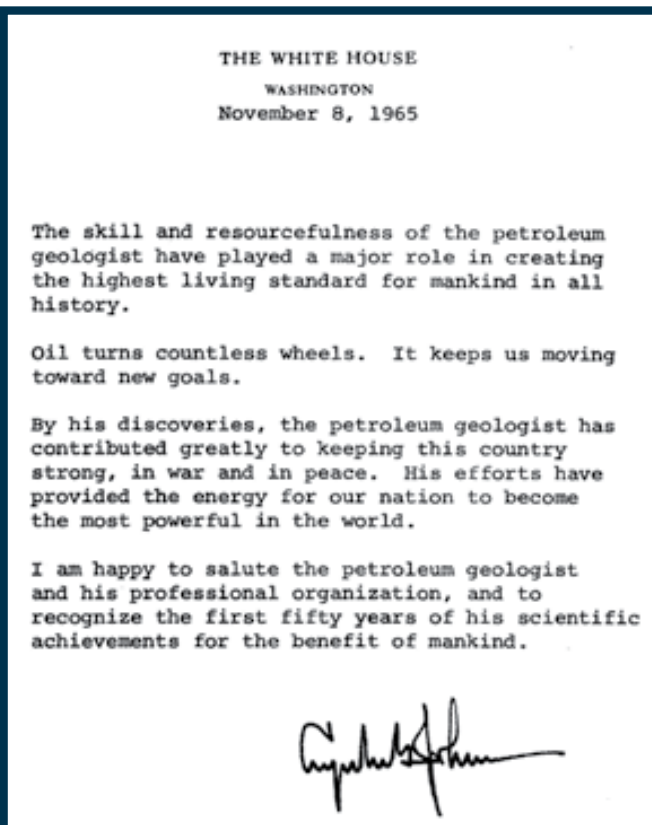 THE WHITE HOUSE
WASHINGTON
November 8, 1965
The skill and resourcefulness of the petroleum
geologist have played a major role in creating
the highest living standard for mankind in all
history.
Oil turns countless wheels.  It keeps us moving
toward new goals.
By his discoveries, the petroleum geologist has
contributed greatly to keeping this country
strong, in war and in peace.  His efforts have
provided the energy for our nation to become
the most powerful in the world.
I am happy to salute the petroleum geologist
and his professional organization, and to
recognize the first fifty years of his scientific
achievements for the benefit of mankind.